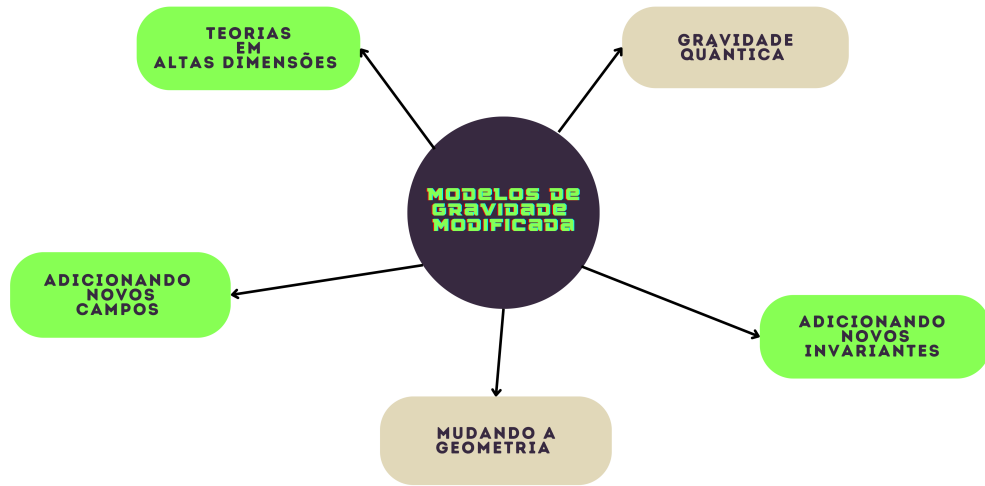 TEORIAS
EM
ALTAS DIMENSÕES
GRAVIDADE
QUÂNTICA
MODELOS DE
GRAVIDADE
MODIFICADA
ADICIONANDO
NOVOS
CAMPOS
ADICIONANDO
NOVOS
INVARIANTES
MUDANDO A
GEOMETRIA